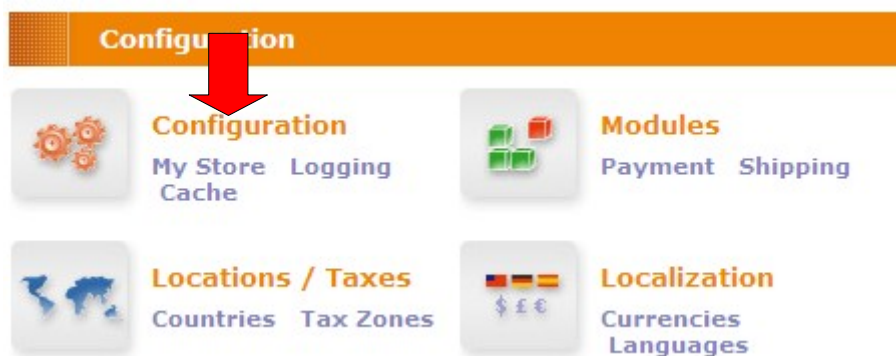 Configuration
Configuration
My Store Logging
Cache
Modules
Payment Shipping
Locations / Taxes
Countries Tax Zones
$ £ €
Localization
Currencies
Languages